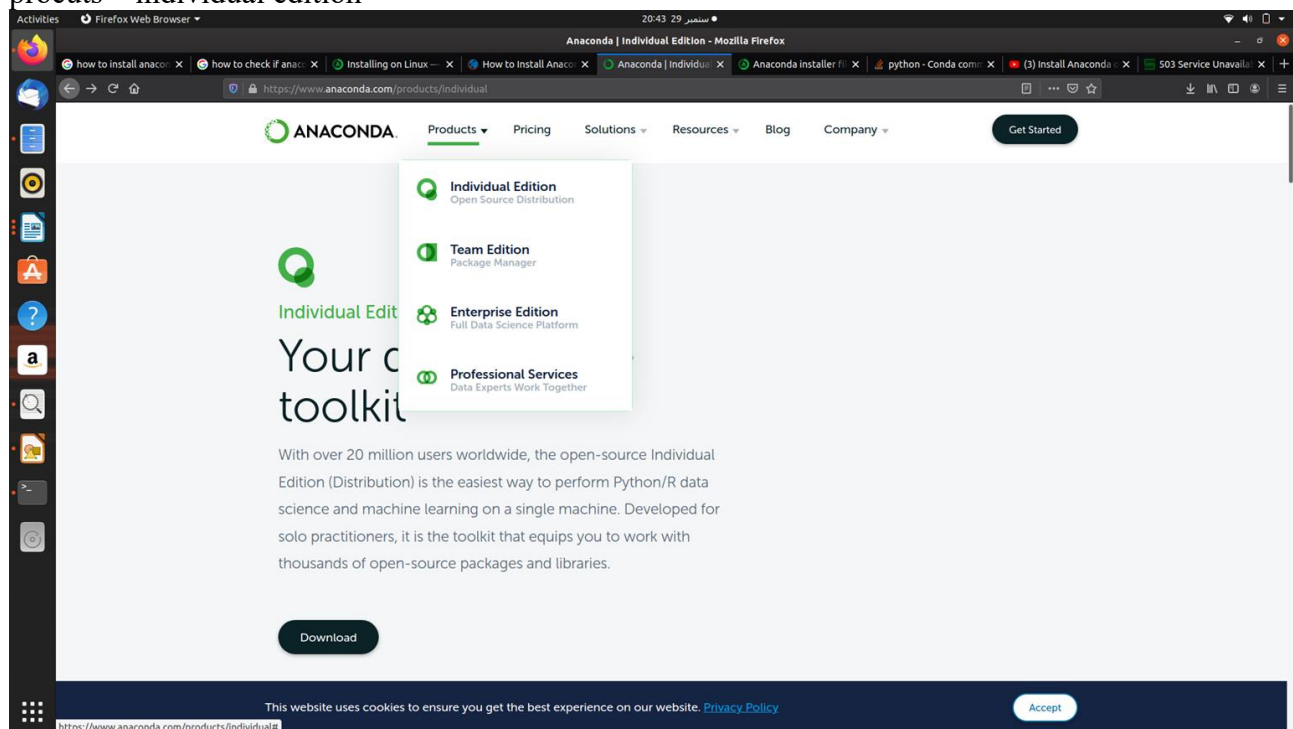 procuts – individual edition
Activities
Firefox Web Browser
20:43 29 سبتمبر
Anaconda | Individual Edition - Mozilla Firefox
how to install anacon
how to check if anac
Installing on Linux —
How to Install Anacon
Anaconda | Individual
Anaconda installer fil
python - Conda comm
(3) Install Anaconda
503 Service Unavailab
https://www.anaconda.com/products/individual
ANACONDA.
Products
Pricing
Solutions
Resources
Blog
Company
Get Started
Individual Edition
Open Source Distribution
Team Edition
Package Manager
Enterprise Edition
Full Data Science Platform
Professional Services
Data Experts Work Together
Individual Edit
Your
toolkit
With over 20 million users worldwide, the open-source Individual
Edition (Distribution) is the easiest way to perform Python/R data
science and machine learning on a single machine. Developed for
solo practitioners, it is the toolkit that equips you to work with
thousands of open-source packages and libraries.
Download
This website uses cookies to ensure you get the best experience on our website. Privacy Policy
Accept
https://www.anaconda.com/products/individual#